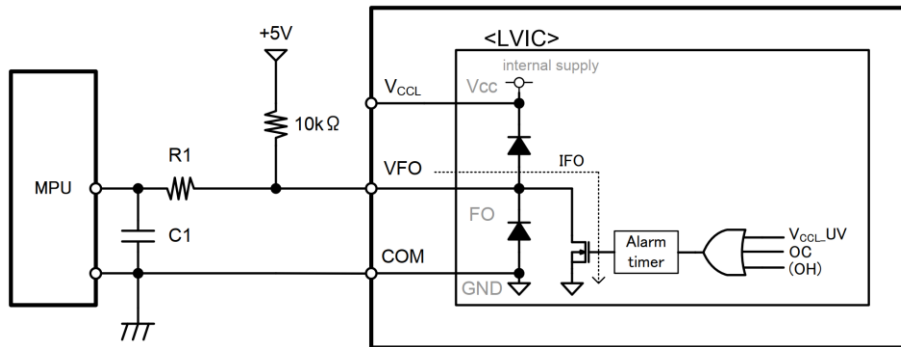 <LVIC>
+5V
internal supply
VCCL
Vcc
10kΩ
R1
VFO
IFO
MPU
FO
Alarm
timer
VCCL_UV
OC
(OH)
C1
COM
GND